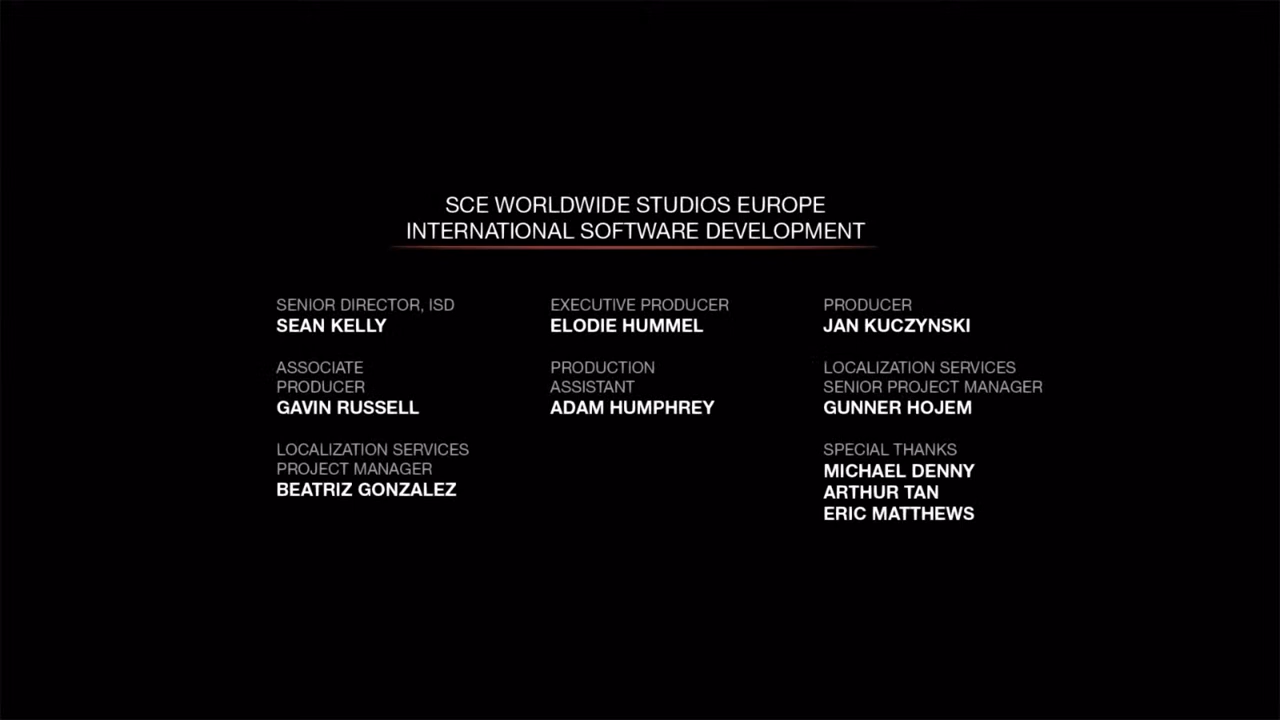 SCE WORLDWIDE STUDIOS EUROPE
INTERNATIONAL SOFTWARE DEVELOPMENT
SENIOR DIRECTOR, ISD
SEAN KELLY
EXECUTIVE PRODUCER
ELODIE HUMMEL
PRODUCER
JAN KUCZYNSKI
ASSOCIATE
PRODUCER
GAVIN RUSSELL
PRODUCTION
ASSISTANT
ADAM HUMPHREY
LOCALIZATION SERVICES
SENIOR PROJECT MANAGER
GUNNER HOJEM
LOCALIZATION SERVICES
PROJECT MANAGER
BEATRIZ GONZALEZ
SPECIAL THANKS
MICHAEL DENNY
ARTHUR TAN
ERIC MATTHEWS